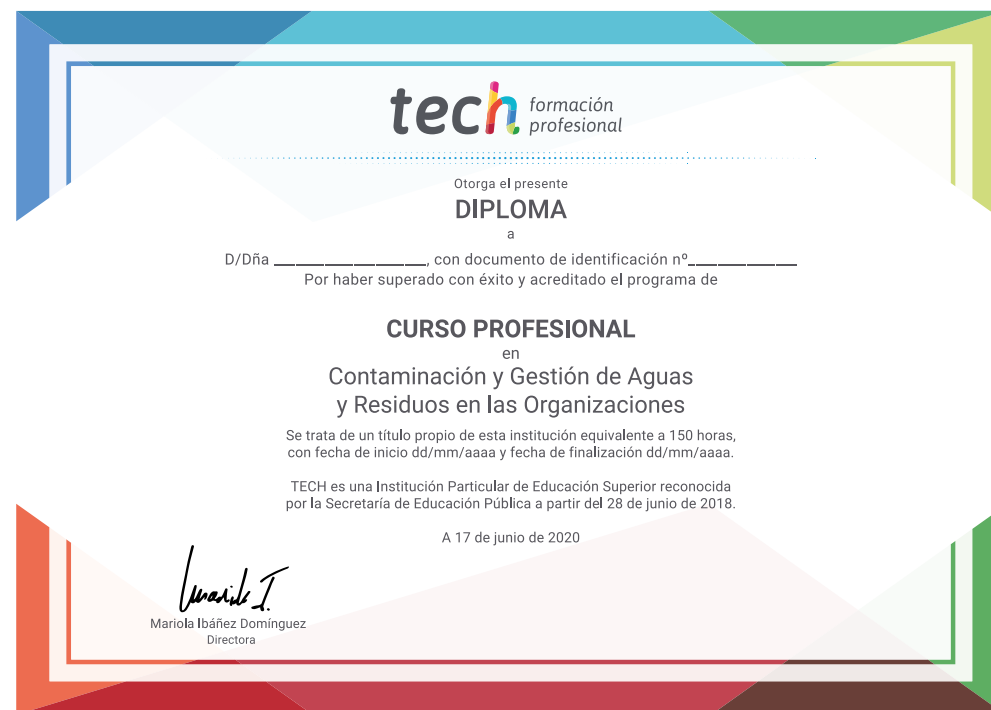 tech formación
profesional
Otorga el presente
DIPLOMA
a
D/Dña ____________________, con documento de identificación nº______________
Por haber superado con éxito y acreditado el programa de
CURSO PROFESIONAL
en
Contaminación y Gestión de Aguas
y Residuos en las Organizaciones
Se trata de un título propio de esta institución equivalente a 150 horas,
con fecha de inicio dd/mm/aaaa y fecha de finalización dd/mm/aaaa.
TECH es una Institución Particular de Educación Superior reconocida
por la Secretaría de Educación Pública a partir del 28 de junio de 2018.
A 17 de junio de 2020
Mariola I.
Mariola Ibáñez Domínguez
Directora